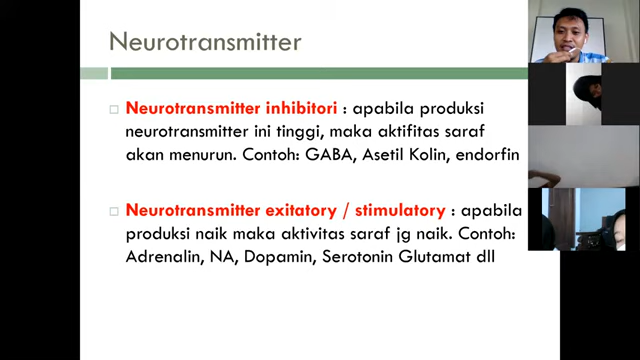 Neurotransmitter
Neurotransmitter inhibitori : apabila produksi
neurotransmitter ini tinggi, maka aktifitas saraf
akan menurun. Contoh: GABA, Asetil Kolin, endorfin
Neurotransmitter exitatory / stimulatory : apabila
produksi naik maka aktivitas saraf jg naik. Contoh:
Adrenalin, NA, Dopamin, Serotonin Glutamat dll